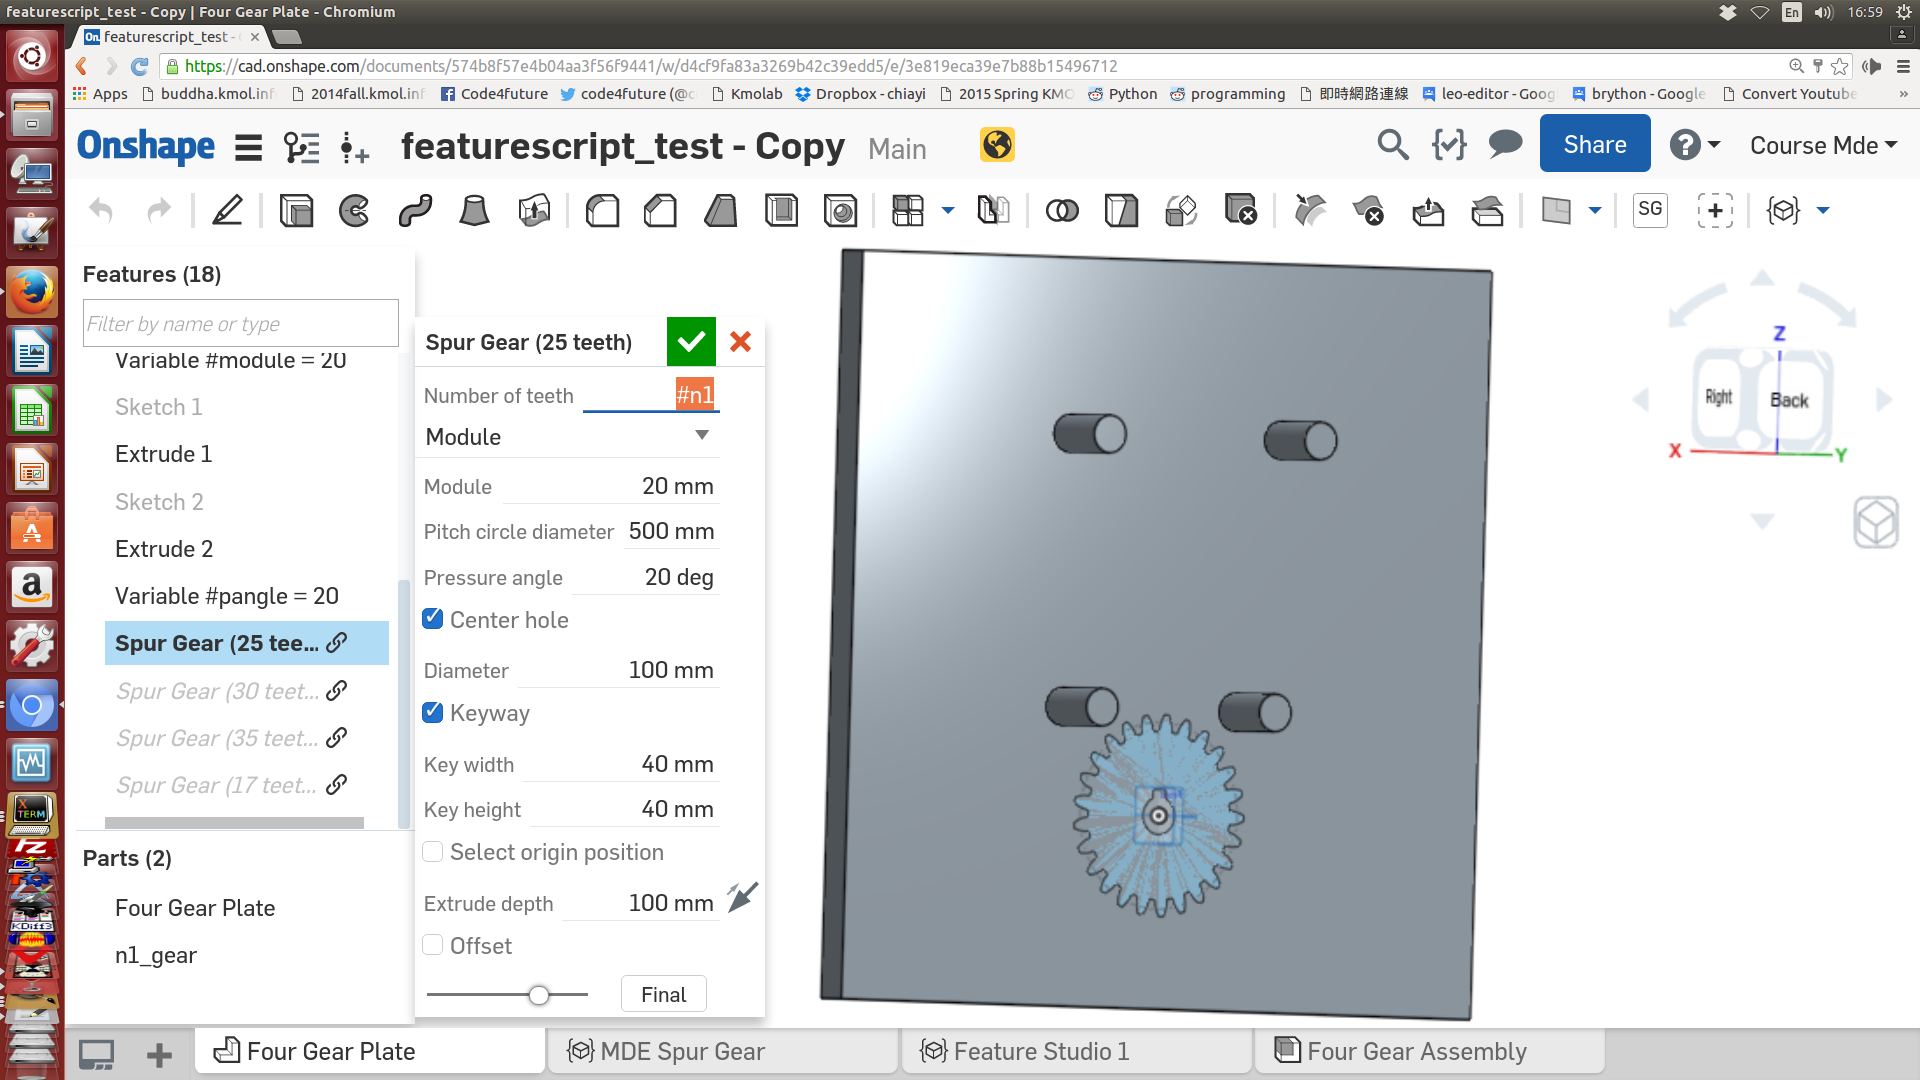 featurescript_test - Copy | Four Gear Plate - Chromium
En
16:59
On featurescript_test -
https://cad.onshape.com/documents/574b8f57e4b04aa3f56f9441/w/d4cf9fa83a3269b42c39edd5/e/3e819eca39e7b88b15496712
Apps buddha.kmol.inf 2014fall.kmol.inf Code4future code4future (@c Kmolab Dropbox - chiayi 2015 Spring KMO Python programming 即時網路連線 leo-editor - Goog brython - Google Convert Youtube »
Onshape featurescript_test - Copy Main Share Course Mde
SG
Features (18)
Filter by name or type
Variable #module = 20
Sketch 1
Extrude 1
Sketch 2
Extrude 2
Variable #pangle = 20
Spur Gear (25 tee...
Spur Gear (30 teet...
Spur Gear (35 teet...
Spur Gear (17 teet...
Parts (2)
Four Gear Plate
n1_gear
Spur Gear (25 teeth)
Number of teeth #n1
Module
Module 20 mm
Pitch circle diameter 500 mm
Pressure angle 20 deg
Center hole
Diameter 100 mm
Keyway
Key width 40 mm
Key height 40 mm
Select origin position
Extrude depth 100 mm
Offset
Final
Z
Right Back
X Y
XTERM
FZ
KDiff3
Four Gear Plate MDE Spur Gear Feature Studio 1 Four Gear Assembly